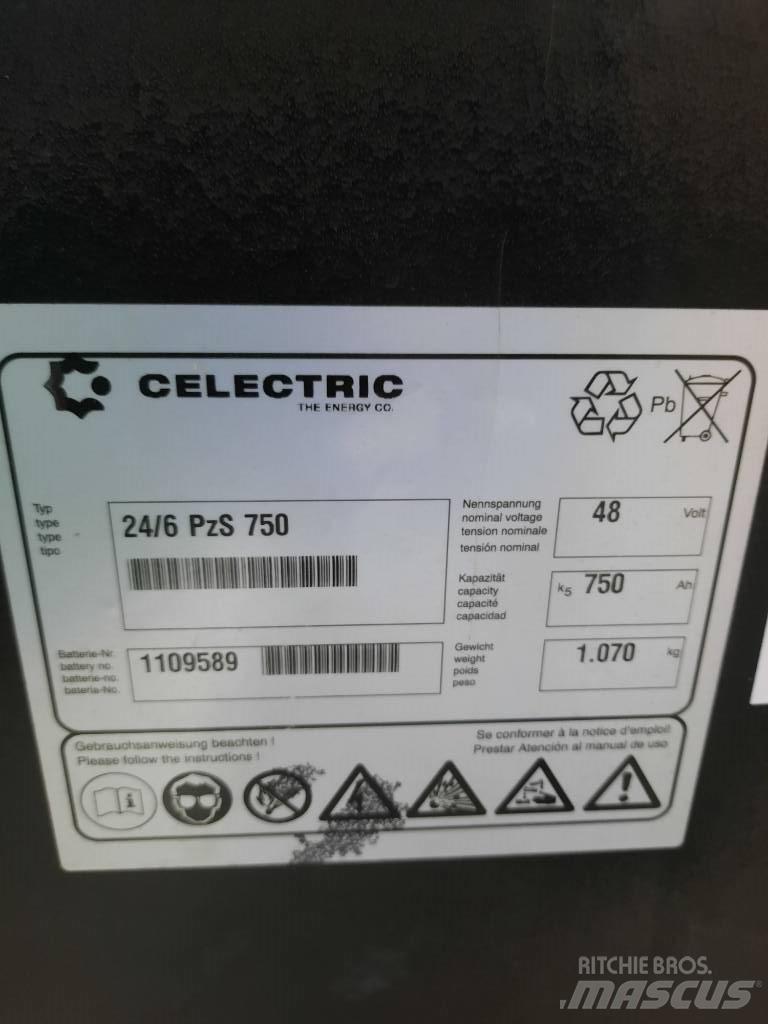 CELECTRIC
THE ENERGY CO.
Pb
Typ
type
type
tipo
24/6 PzS 750
Nennspannung
nominal voltage
tension nominale
tensión nominal
48 Volt
Kapazität
capacity
capacité
capacidad
k5 750 Ah
Batterie-Nr.
battery no.
batterie-no.
bateria-No.
1109589
Gewicht
weight
poids
peso
1.070 kg
Gebrauchsanweisung beachten !
Please follow the instructions !
Se conformer à la notice d'emploi!
Prestar Atención al manual de uso
i
RITCHIE BROS.
MASCUS